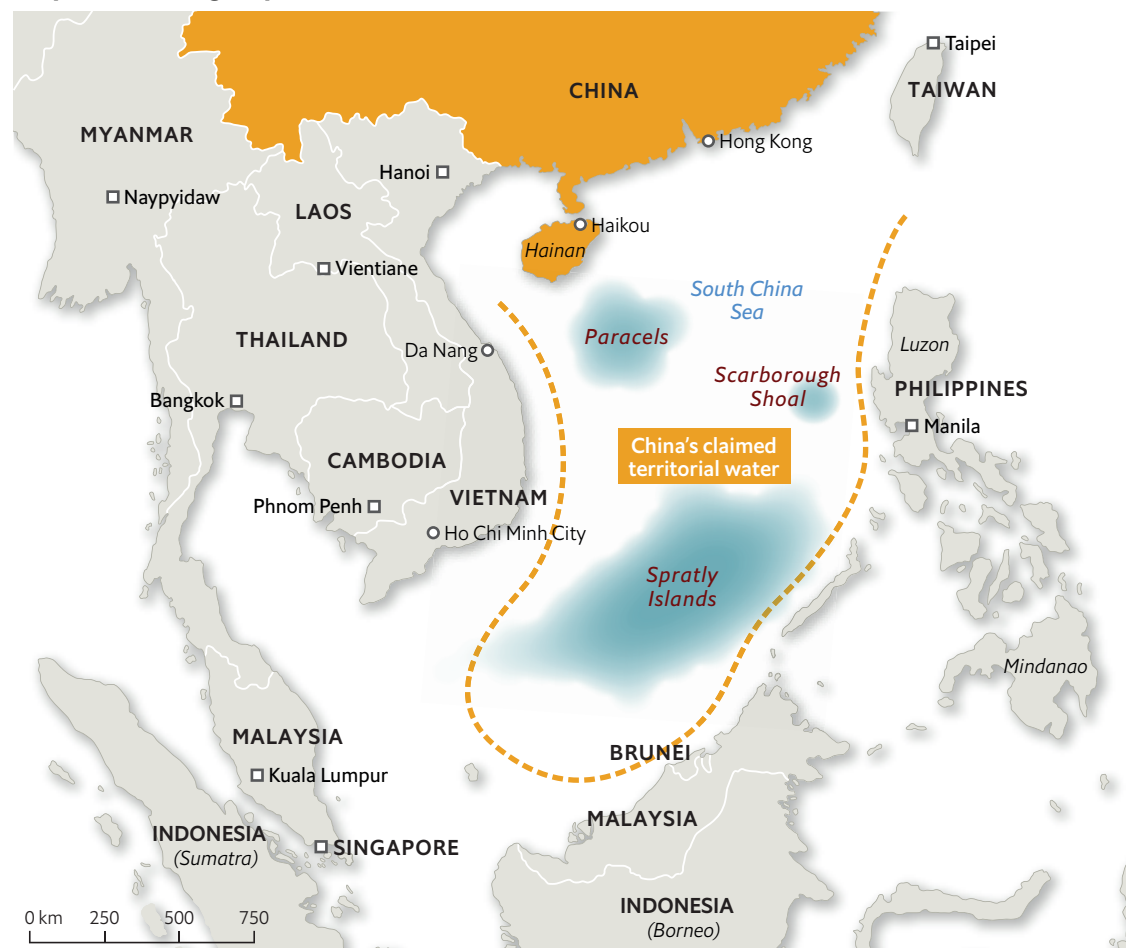 Taipei
CHINA
TAIWAN
MYANMAR
Hong Kong
Hanoi
Naypyidaw
LAOS
Haikou
Hainan
Vientiane
South China
Sea
THAILAND
Paracels
Luzon
Da Nang
Scarborough
Shoal
PHILIPPINES
Bangkok
Manila
China's claimed
territorial water
CAMBODIA
VIETNAM
Phnom Penh
Ho Chi Minh City
Spratly
Islands
Mindanao
MALAYSIA
BRUNEI
Kuala Lumpur
MALAYSIA
INDONESIA
(Sumatra)
SINGAPORE
INDONESIA
(Borneo)
0 km 250 500 750